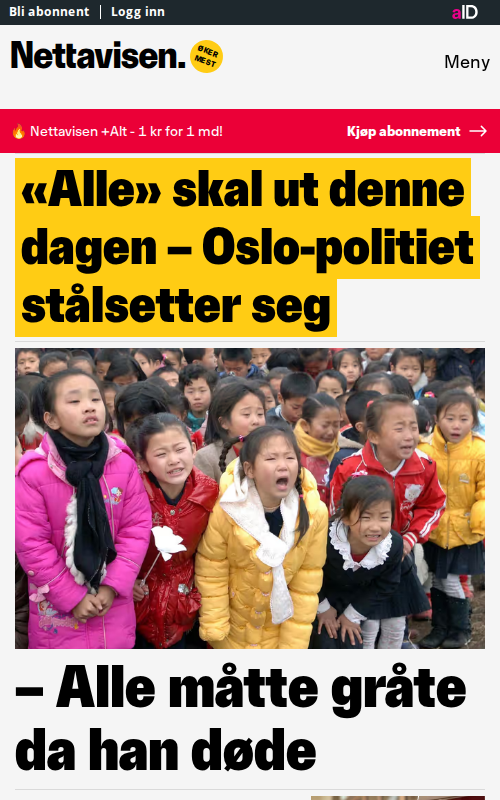 Bli abonnent | Logg inn
aID
Nettavisen.
ØKER
MEST
Meny
🔥 Nettavisen +Alt - 1 kr for 1 md!
Kjøp abonnement →
«Alle» skal ut denne
dagen – Oslo-politiet
stålsetter seg
– Alle måtte gråte
da han døde